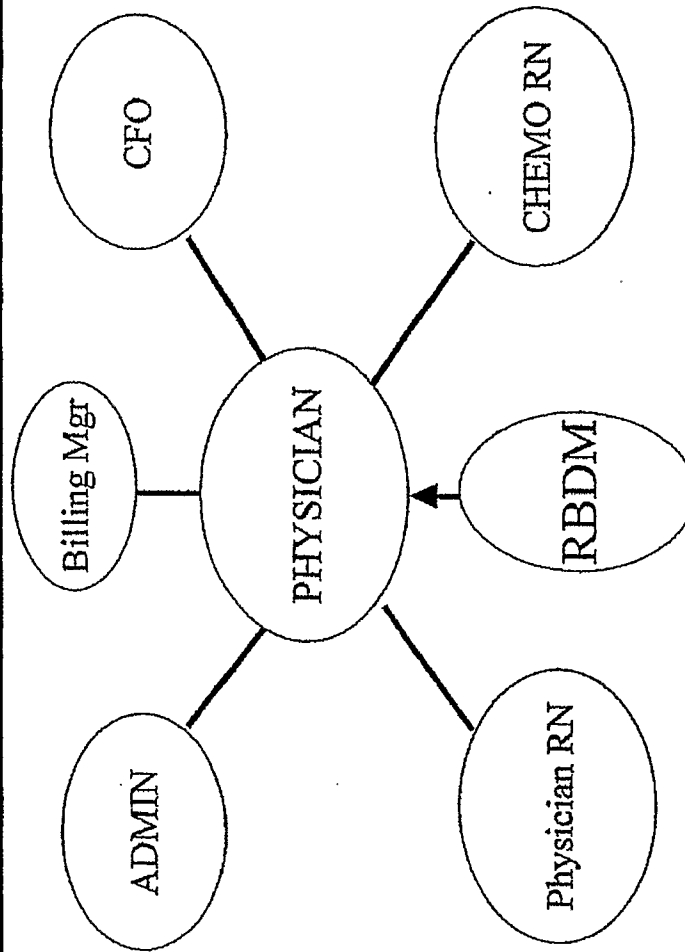 ADMIN
Billing Mgr
CFO
PHYSICIAN
Physician RN
RBDM
CHEMO RN